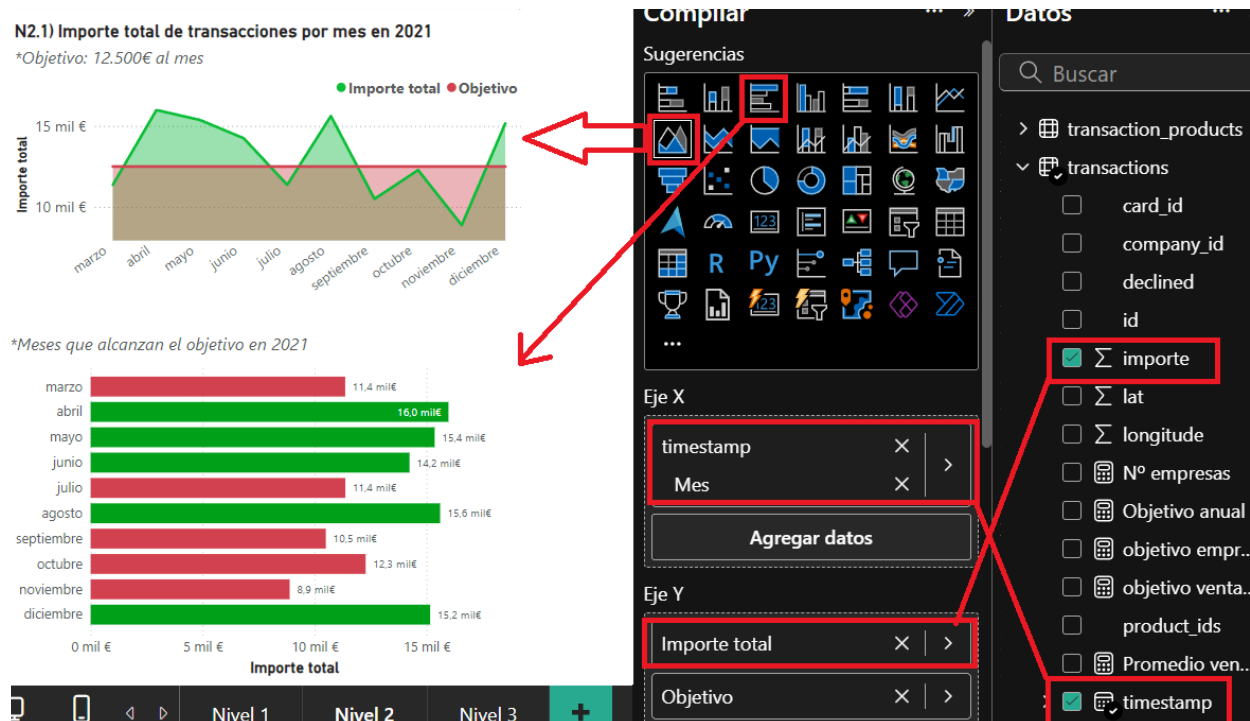 N2.1) Importe total de transacciones por mes en 2021
*Objetivo: 12.500€ al mes
Importe total Objetivo
Importe total
15 mil €
10 mil €
marzo abril mayo junio julio agosto septiembre octubre noviembre diciembre
*Meses que alcanzan el objetivo en 2021
marzo 11,4 mil€
abril 16,0 mil€
mayo 15,4 mil€
junio 14,2 mil€
julio 11,4 mil€
agosto 15,6 mil€
septiembre 10,5 mil€
octubre 12,3 mil€
noviembre 8,9 mil€
diciembre 15,2 mil€
0 mil € 5 mil € 10 mil € 15 mil €
Importe total
Nivel 1 Nivel 2 Nivel 3 +
Compilar ... »
Sugerencias
123
R Py
123
...
Eje X
timestamp
Mes
Agregar datos
Eje Y
Importe total
Objetivo
Datos ...
Buscar
transaction_products
transactions
card_id
company_id
declined
id
importe
lat
longitude
Nº empresas
Objetivo anual
objetivo empr...
objetivo venta...
product_ids
Promedio ven...
timestamp